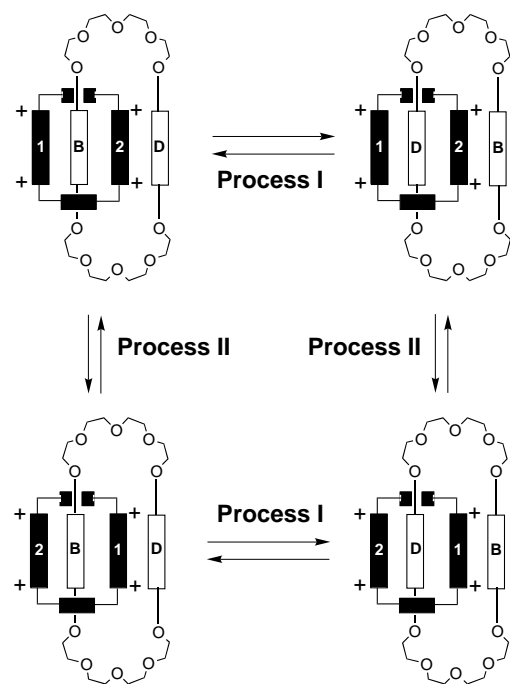 O O
O O O O
O O O O
+ + + +
1 B 2 D 1 D 2 B
+ + Process I + +
O O O O
O O O O
O O
Process II Process II
O O
O O O O
O O O O
+ + Process I + +
2 B 1 D 2 D 1 B
+ + + +
O O O O
O O O O
O O